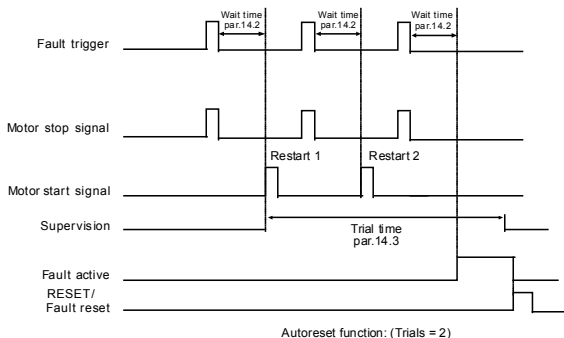 Wait time
par.14.2
Wait time
par.14.2
Wait time
par.14.2
Fault trigger
Motor stop signal
Restart 1
Restart 2
Motor start signal
Supervision
Trial time
par.14.3
Fault active
RESET/
Fault reset
Autoreset function: (Trials = 2)